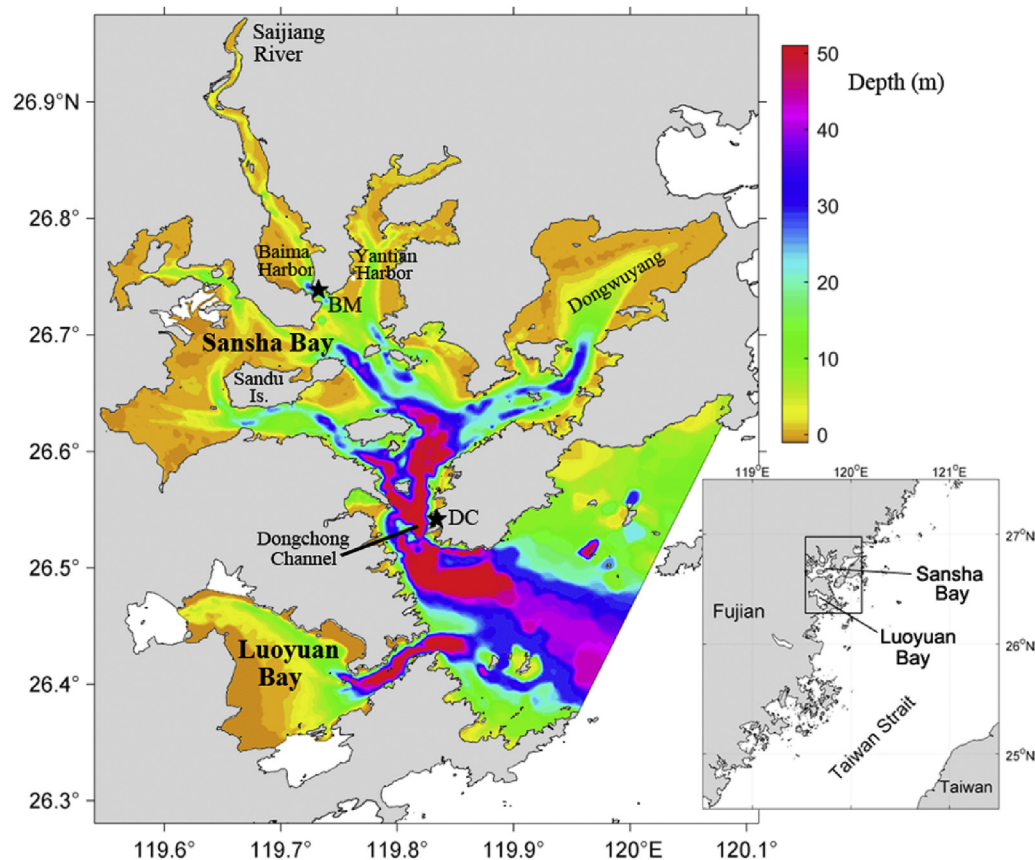 Saijiang
River
50
Depth (m)
26.9°N
40
26.8°
30
Baima
Harbor
Yantian
Harbor
Dongwuyang
BM
20
26.7°
Sansha Bay
Sandu
Is.
10
0
26.6°
DC
Dongchong
Channel
26.5°
Luoyuan
Bay
26.4°
26.3°
119.6°
119.7°
119.8°
119.9°
120°E
120.1°
119°E
120°E
121°E
27°N
Sansha
Bay
Fujian
Luoyuan
Bay
26°N
Taiwan Strait
25°N
Taiwan